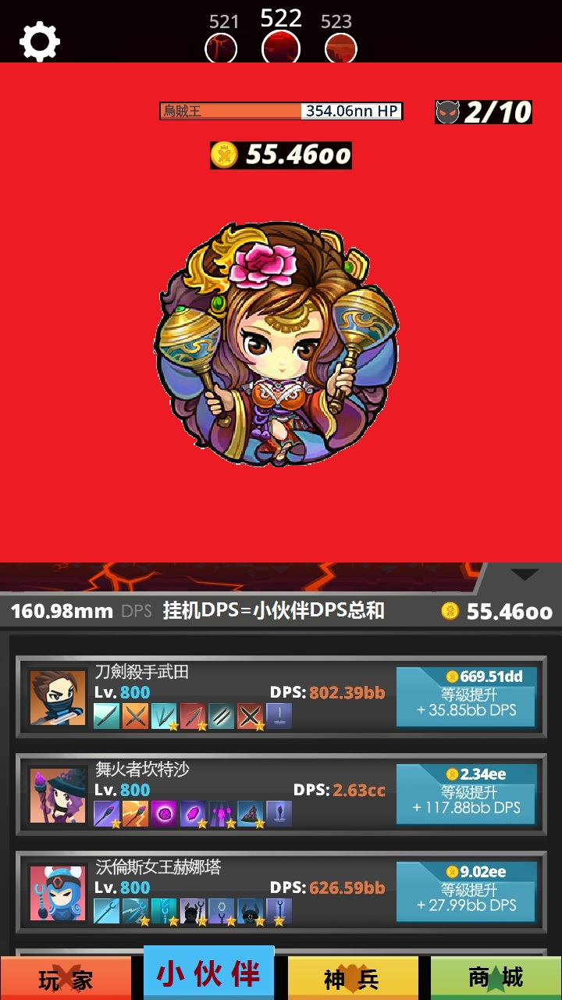 521 522 523
烏賊王 354.06nn HP
2/10
55.46oo
160.98mm DPS 挂机DPS=小伙伴DPS总和 55.46oo
刀劍殺手武田
Lv. 800 DPS: 802.39bb
669.51dd
等級提升
+ 35.85bb DPS
舞火者坎特沙
Lv. 800 DPS: 2.63cc
2.34ee
等級提升
+ 117.88bb DPS
沃倫斯女王赫娜塔
Lv. 800 DPS: 626.59bb
9.02ee
等級提升
+ 27.99bb DPS
玩家 小伙伴 神兵 商城